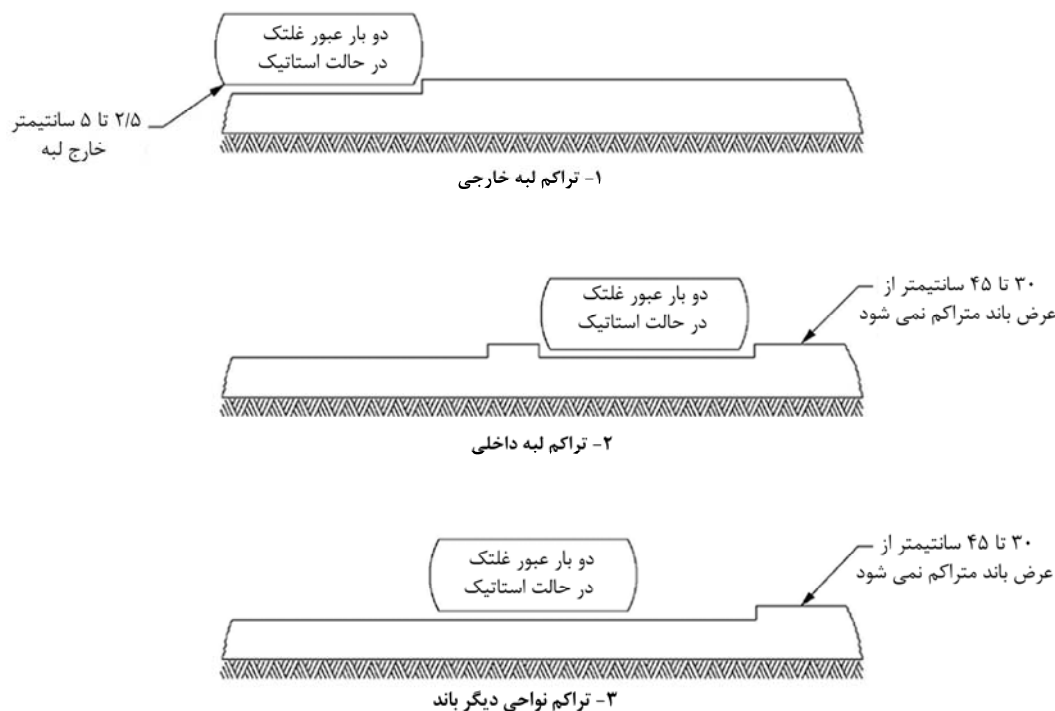 دو بار عبور غلتک
در حالت استاتیک
۲/۵ تا ۵ سانتیمتر
خارج لبه
۱- تراکم لبه خارجی
دو بار عبور غلتک
در حالت استاتیک
۳۰ تا ۴۵ سانتیمتر از
عرض باند متراکم نمی شود
۲- تراکم لبه داخلی
دو بار عبور غلتک
در حالت استاتیک
۳۰ تا ۴۵ سانتیمتر از
عرض باند متراکم نمی شود
۳- تراکم نواحی دیگر باند